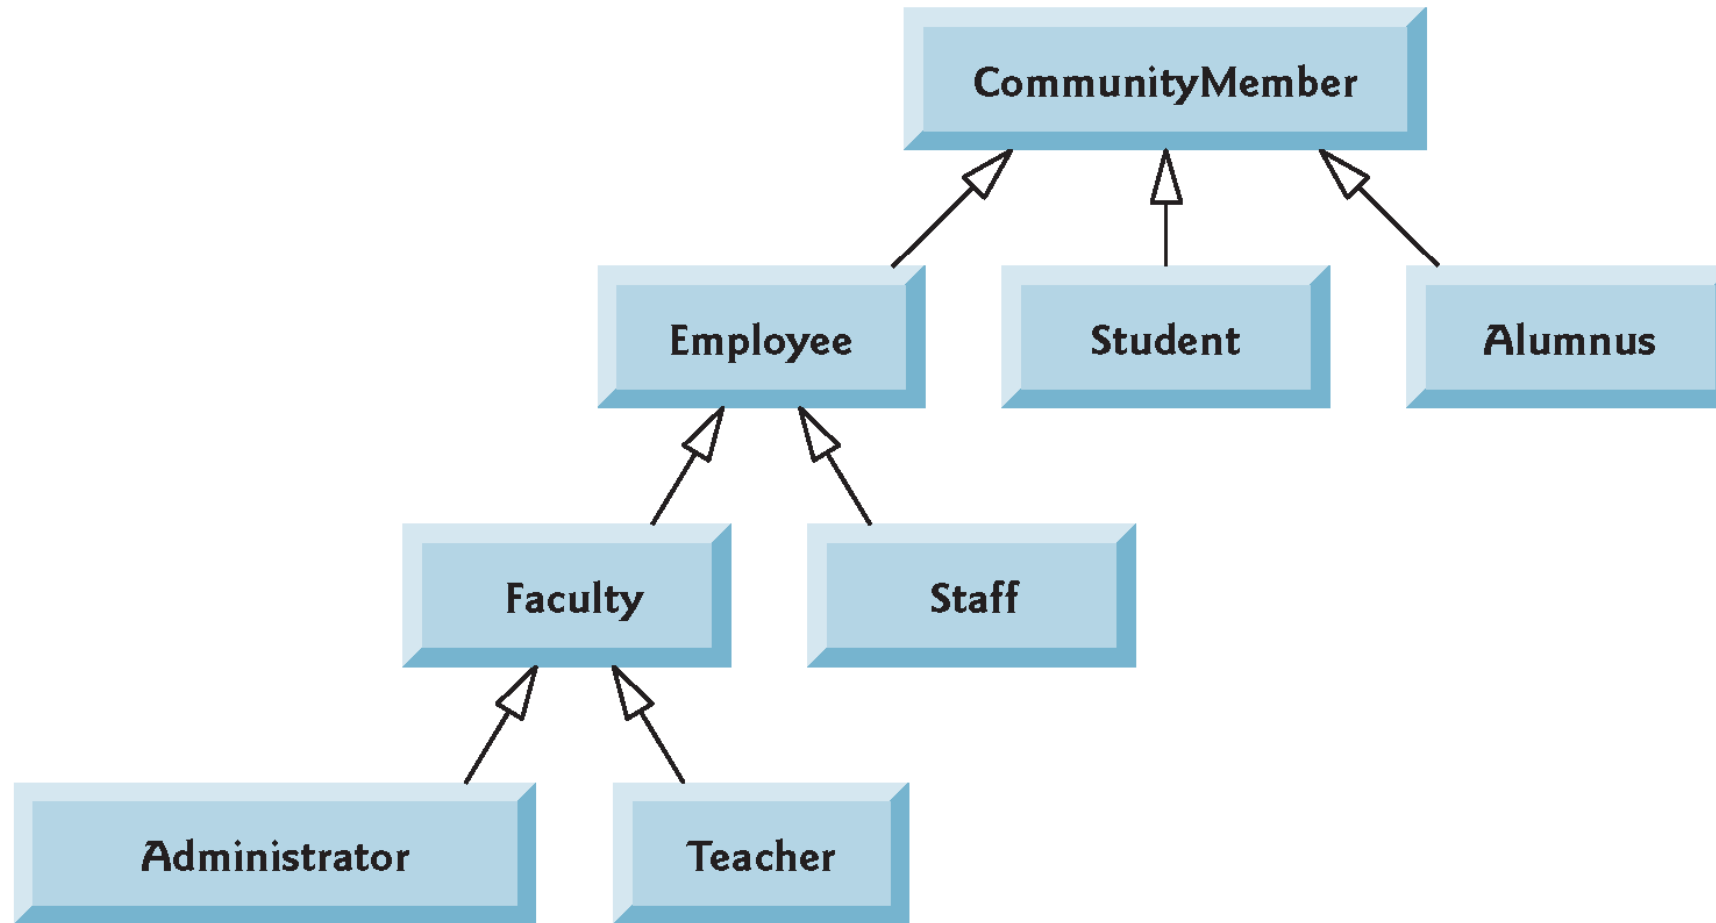 CommunityMember
Employee
Student
Alumnus
Faculty
Staff
Administrator
Teacher